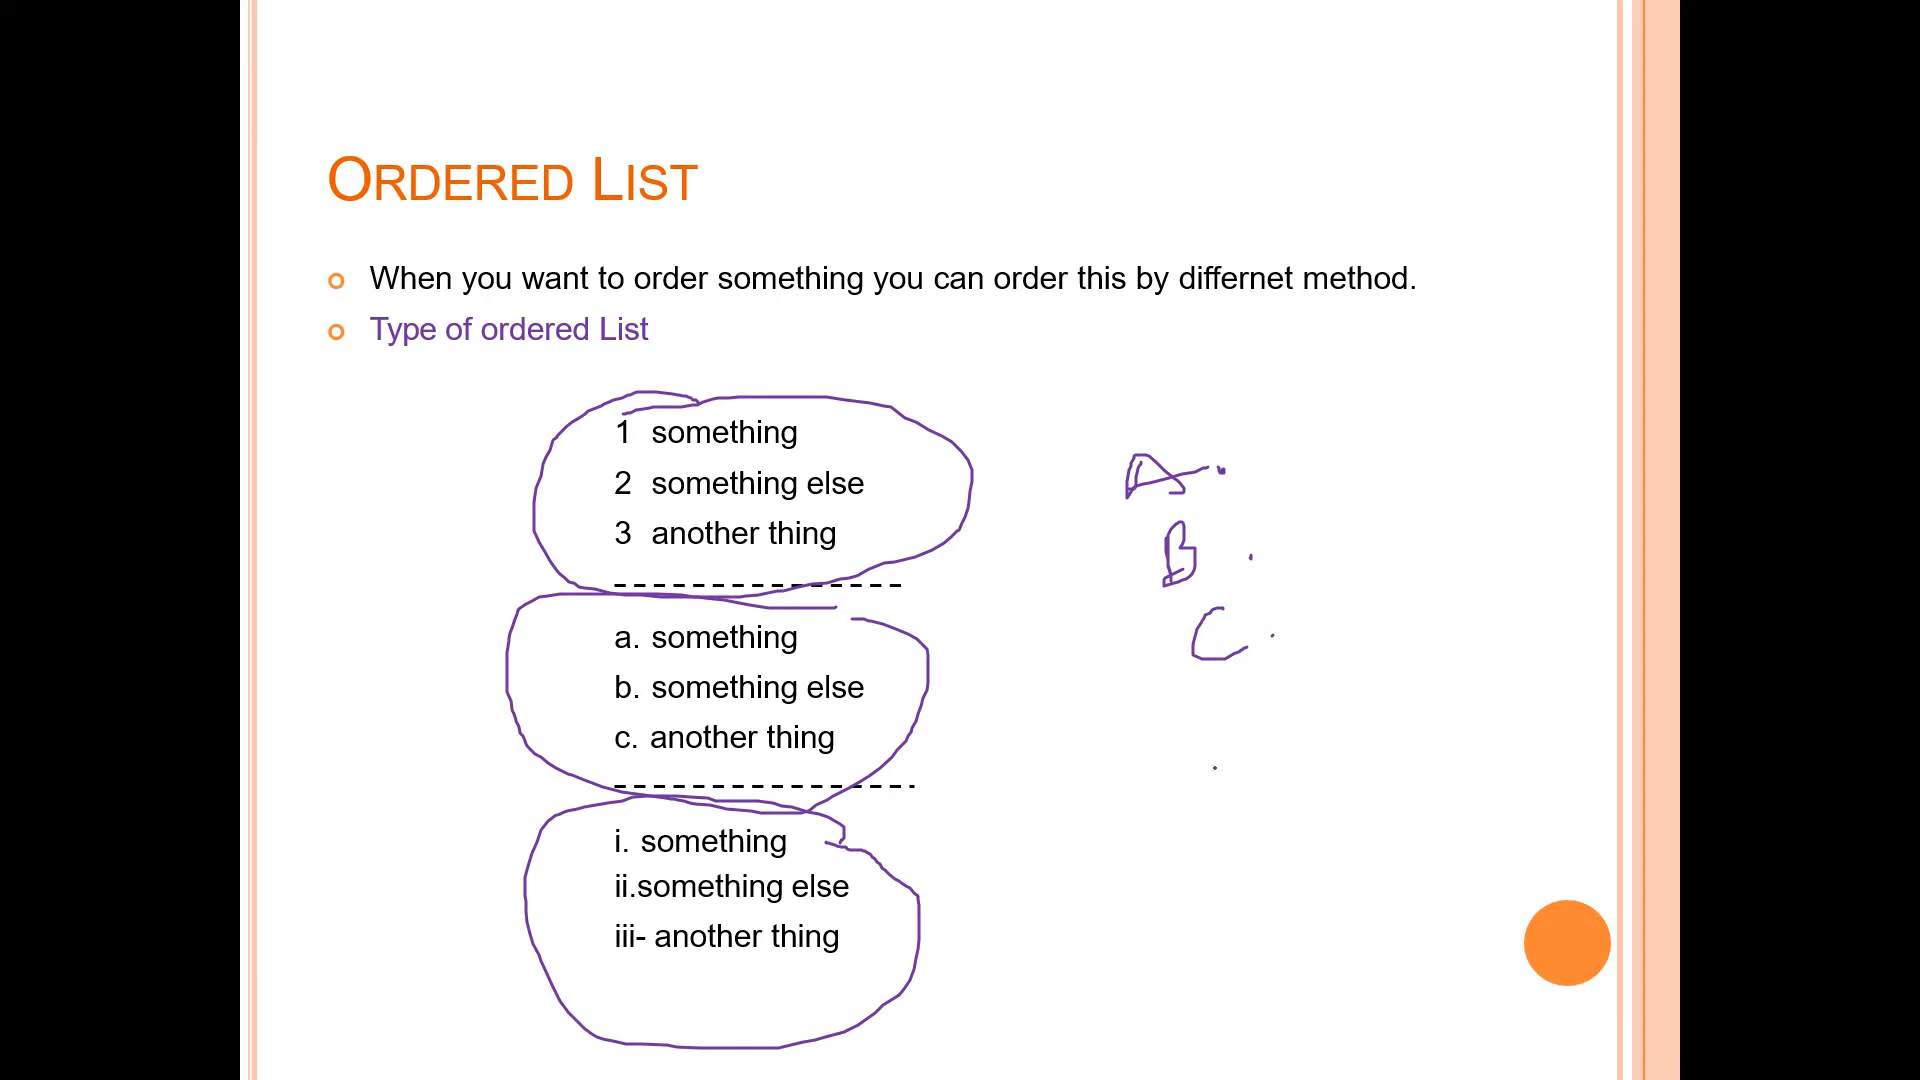 ORDERED LIST
When you want to order something you can order this by differnet method.
Type of ordered List
1 something
2 something else
3 another thing
--------------------
a. something
b. something else
c. another thing
---------------------
i. something
ii.something else
iii- another thing
A.
B.
C.